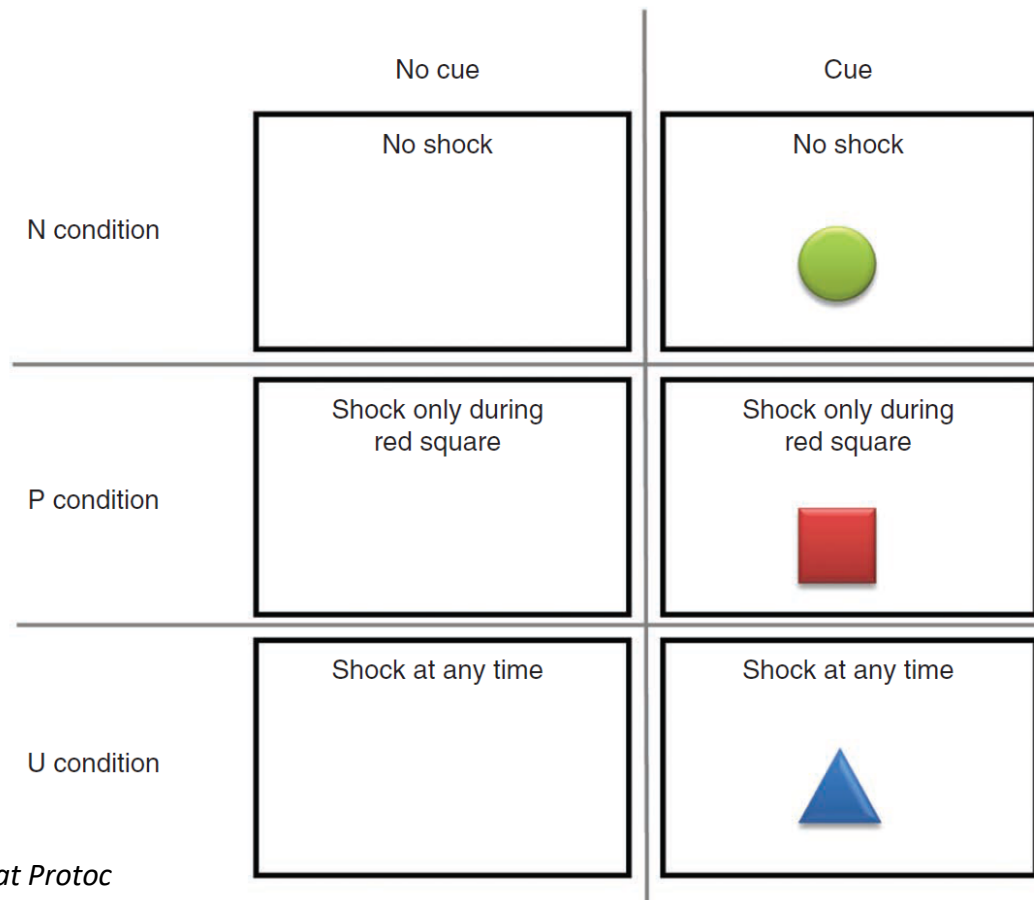 No cue
Cue
N condition
No shock
No shock
P condition
Shock only during
red square
Shock only during
red square
U condition
Shock at any time
Shock at any time
at Protoc